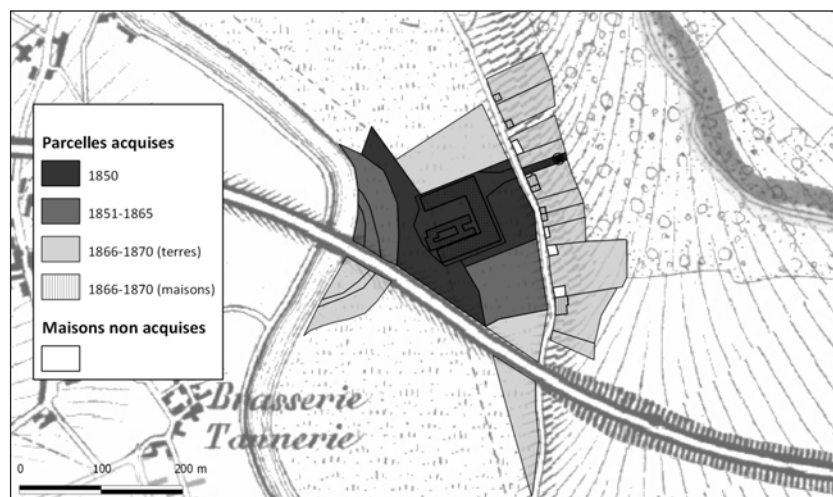 Parcelles acquises
1850
1851-1865
1866-1870 (terres)
1866-1870 (maisons)
Maisons non acquises
Brasserie
Tannerie
0 100 200 m